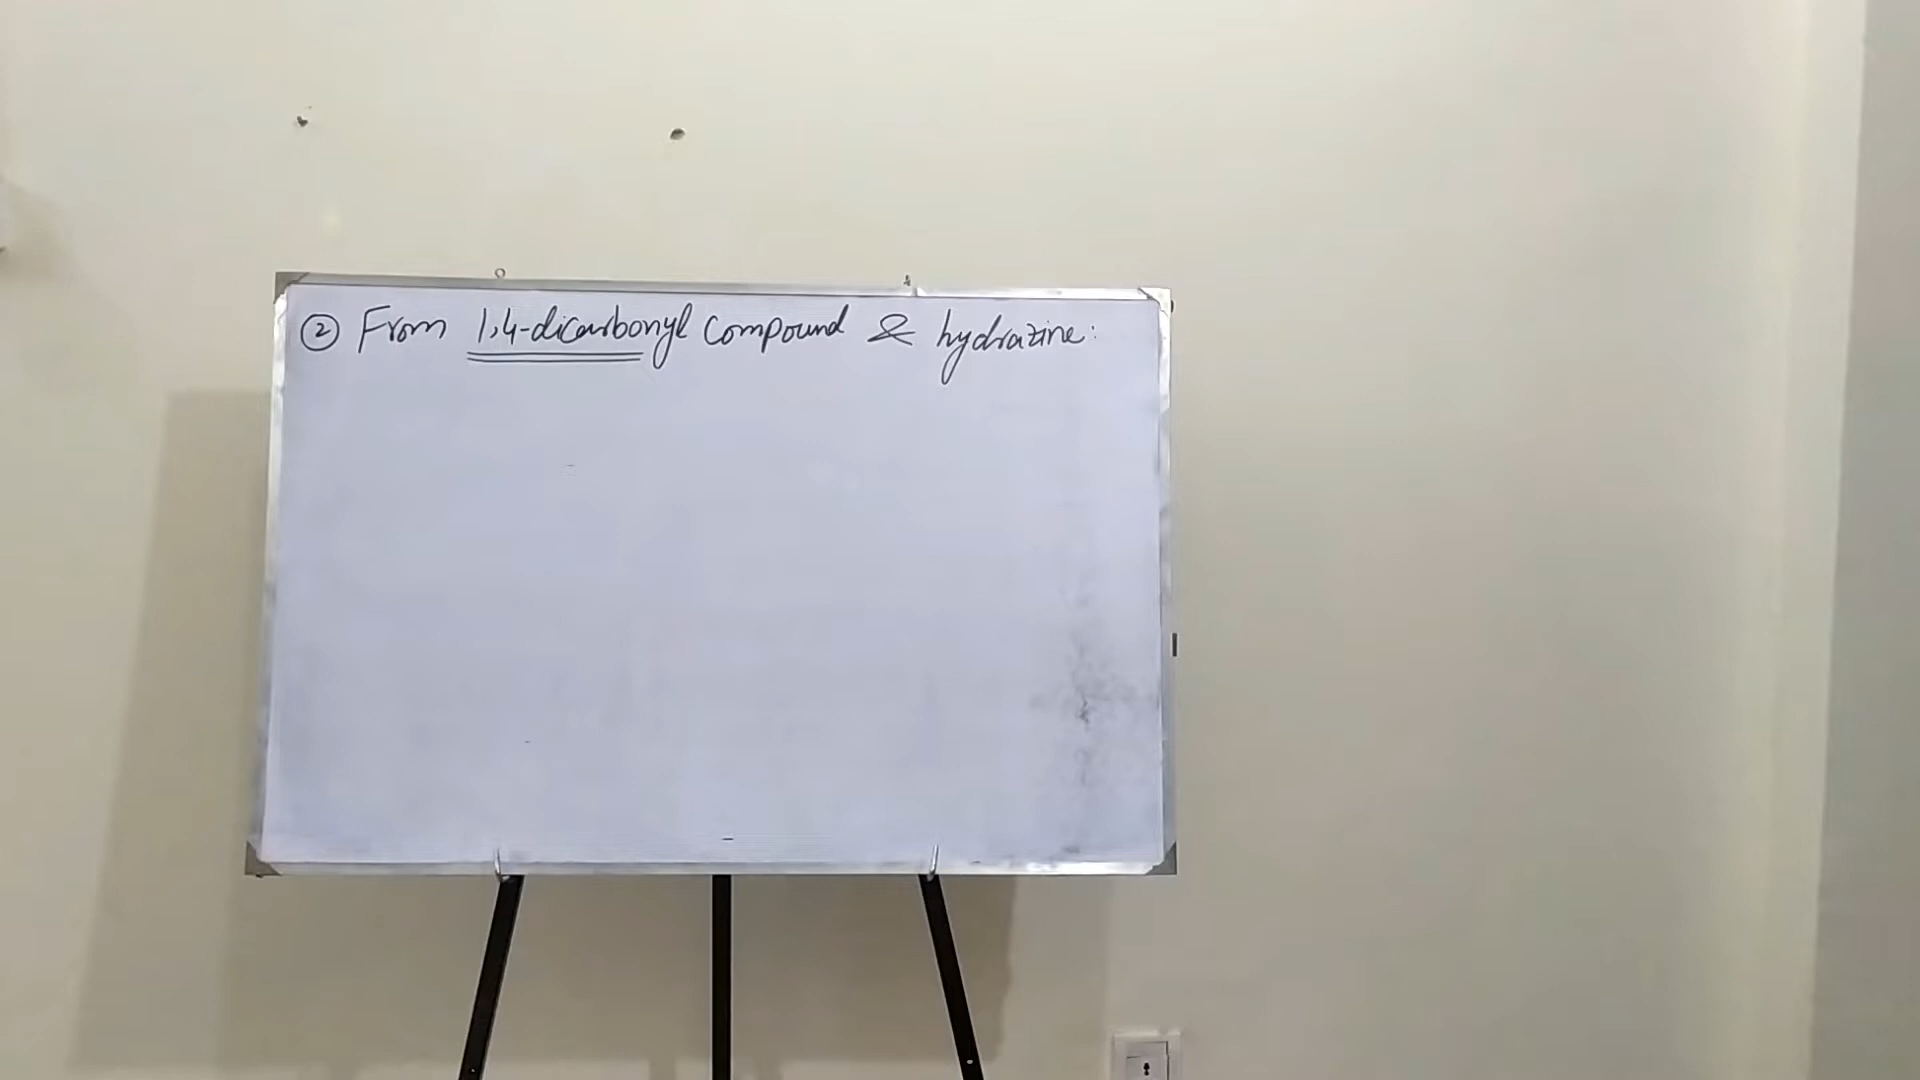 ② From 1,4-dicarbonyl compound & hydrazine: